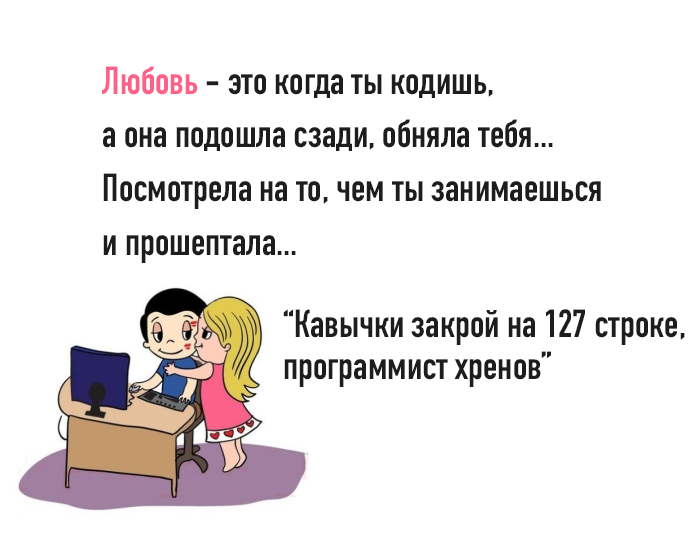 Любовь – это когда ты кодишь,
а она подошла сзади, обняла тебя...
Посмотрела на то, чем ты занимаешься
и прошептала...
“Кавычки закрой на 127 строке,
программист хренов”